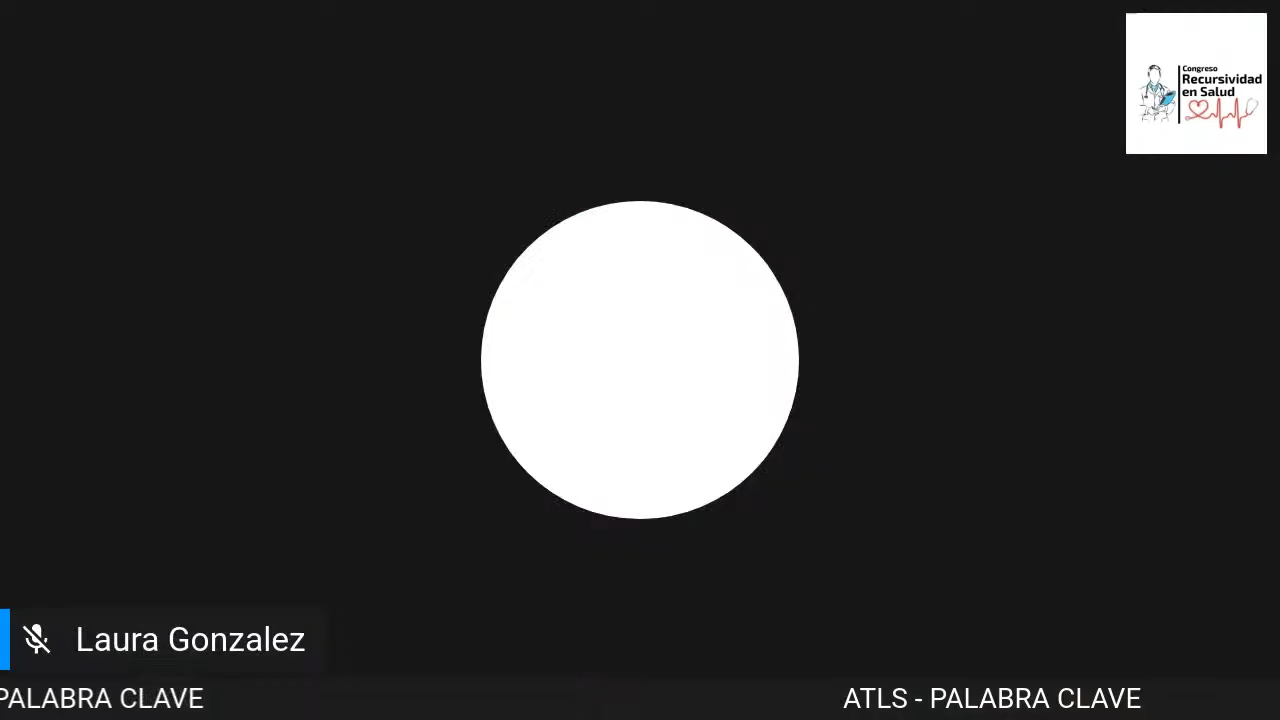 Congreso
Recursividad
en Salud
Laura Gonzalez
PALABRA CLAVE
ATLS - PALABRA CLAVE